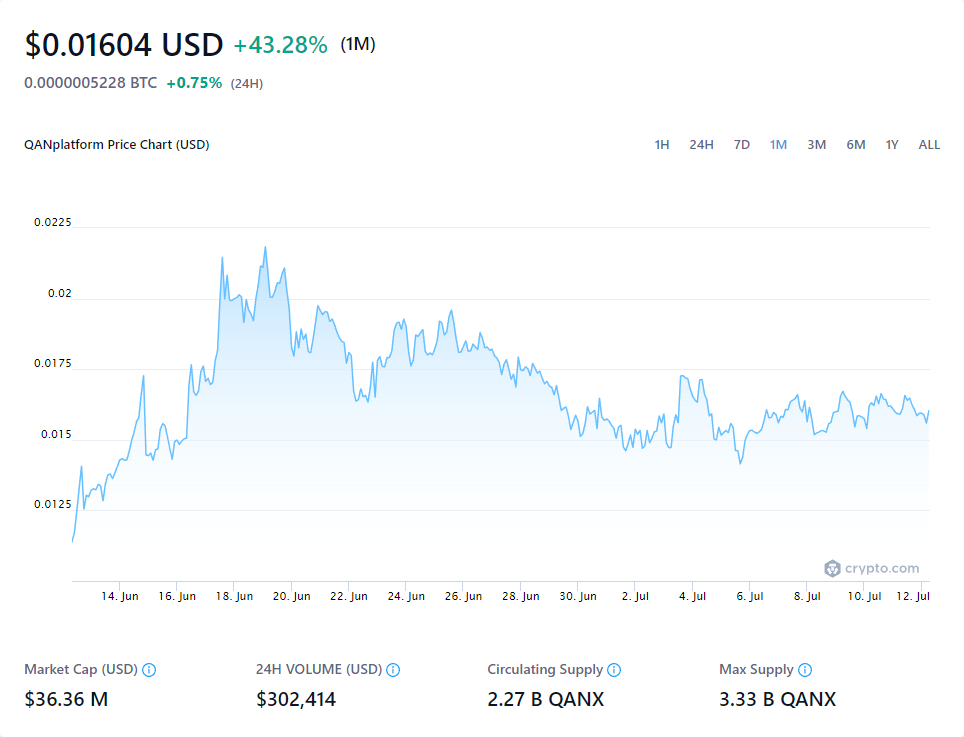 $0.01604 USD +43.28% (1M)
0.0000005228 BTC +0.75% (24H)
QANplatform Price Chart (USD) 1H 24H 7D 1M 3M 6M 1Y ALL
0.0225
0.02
0.0175
0.015
0.0125
crypto.com
14. Jun 16. Jun 18. Jun 20. Jun 22. Jun 24. Jun 26. Jun 28. Jun 30. Jun 2. Jul 4. Jul 6. Jul 8. Jul 10. Jul 12. Jul
Market Cap (USD) 24H VOLUME (USD) Circulating Supply Max Supply
$36.36 M $302,414 2.27 B QANX 3.33 B QANX